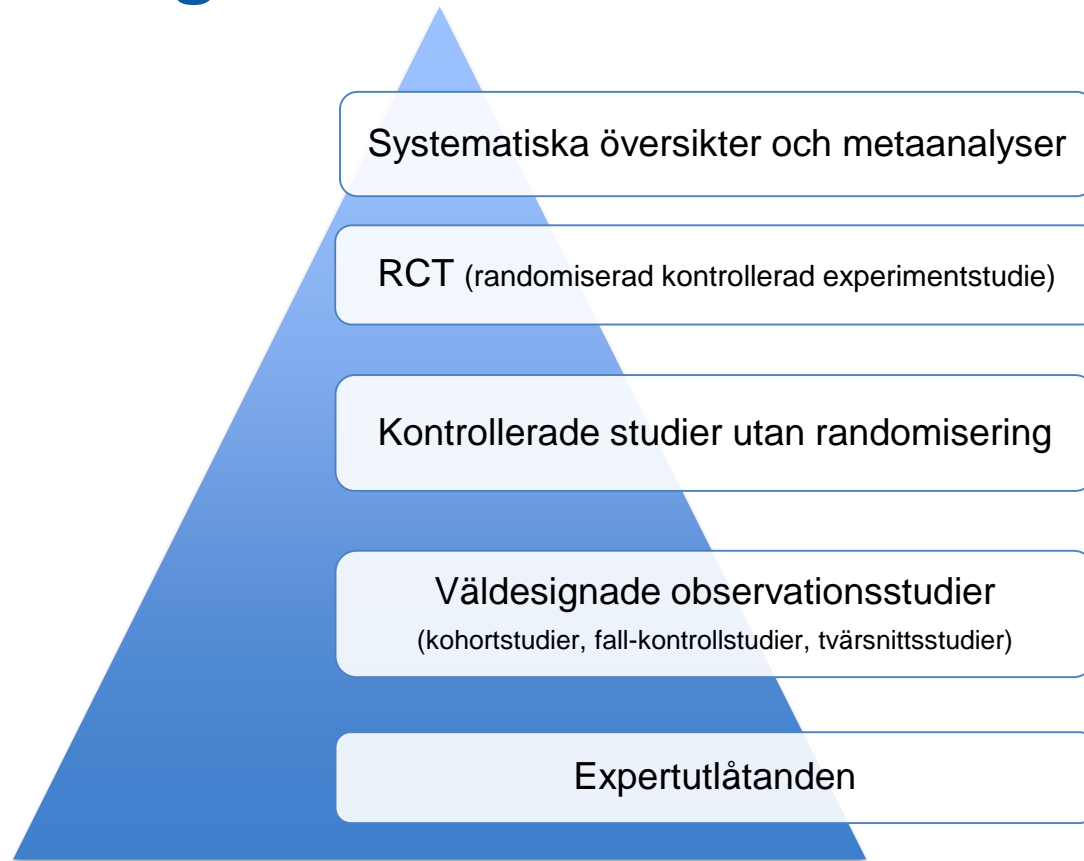 Systematiska översikter och metaanalyser
RCT (randomiserad kontrollerad experimentstudie)
Kontrollerade studier utan randomisering
Väldesignade observationsstudier
(kohortstudier, fall-kontrollstudier, tvärsnittsstudier)
Expertutlåtanden